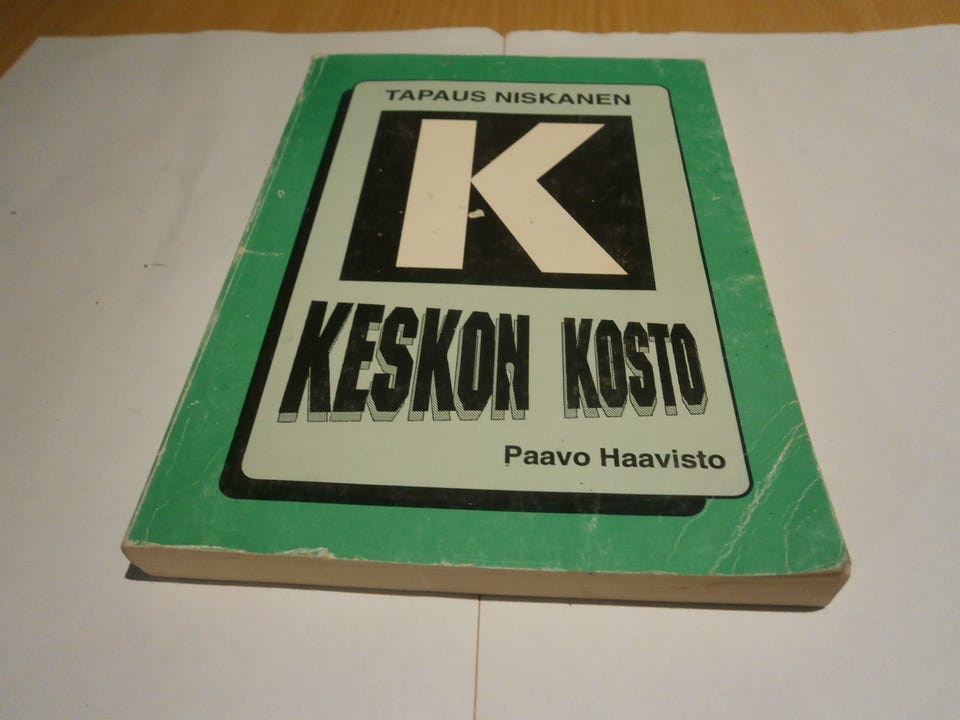 TAPAUS NISKANEN
K
KESKON KOSTO
Paavo Haavisto